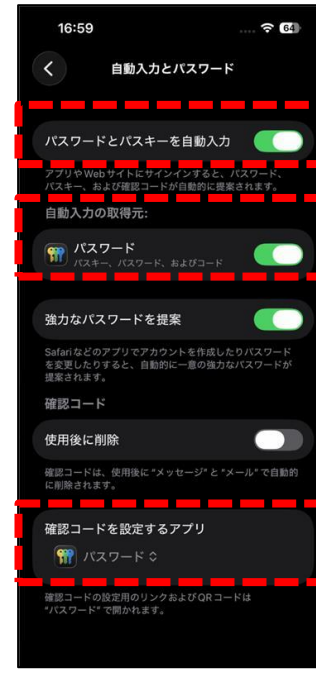 16:59
64
自動入力とパスワード
パスワードとパスキーを自動入力
アプリやWebサイトにサインインすると、パスワード、
パスキー、および確認コードが自動的に提案されます。
自動入力の取得元:
パスワード
パスキー、パスワード、およびコード
強力なパスワードを提案
Safariなどのアプリでアカウントを作成したりパスワード
を変更したりすると、自動的に一意の強力なパスワードが
提案されます。
確認コード
使用後に削除
確認コードは、使用後に“メッセージ”と“メール”で自動的
に削除されます。
確認コードを設定するアプリ
パスワード
確認コードの設定用のリンクおよびQRコードは
“パスワード”で開かれます。